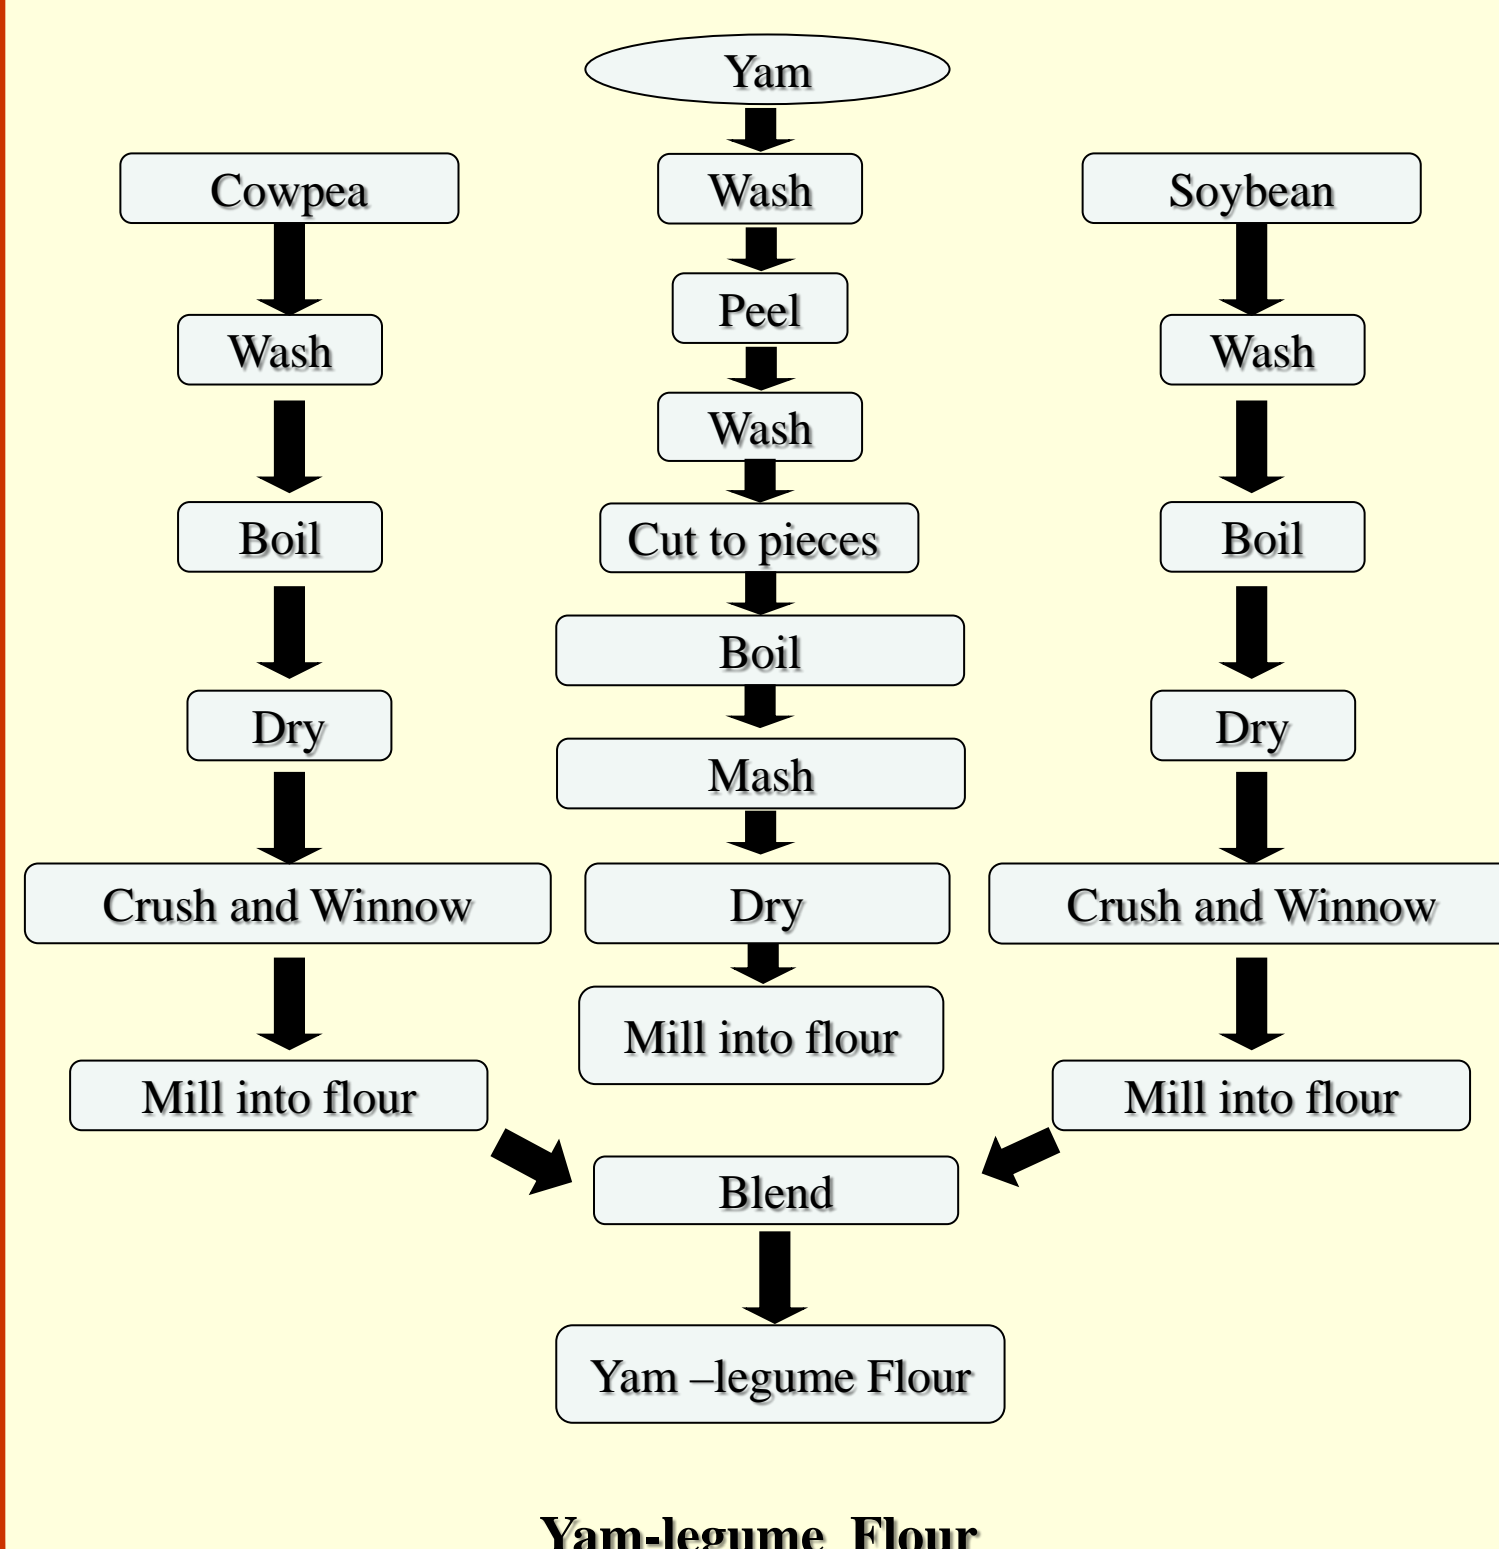 Yam
Cowpea
Wash
Soybean
Peel
Wash
Wash
Wash
Cut to pieces
Boil
Boil
Boil
Dry
Dry
Mash
Crush and Winnow
Dry
Crush and Winnow
Mill into flour
Mill into flour
Mill into flour
Blend
Yam –legume Flour
Yam-legume Flour